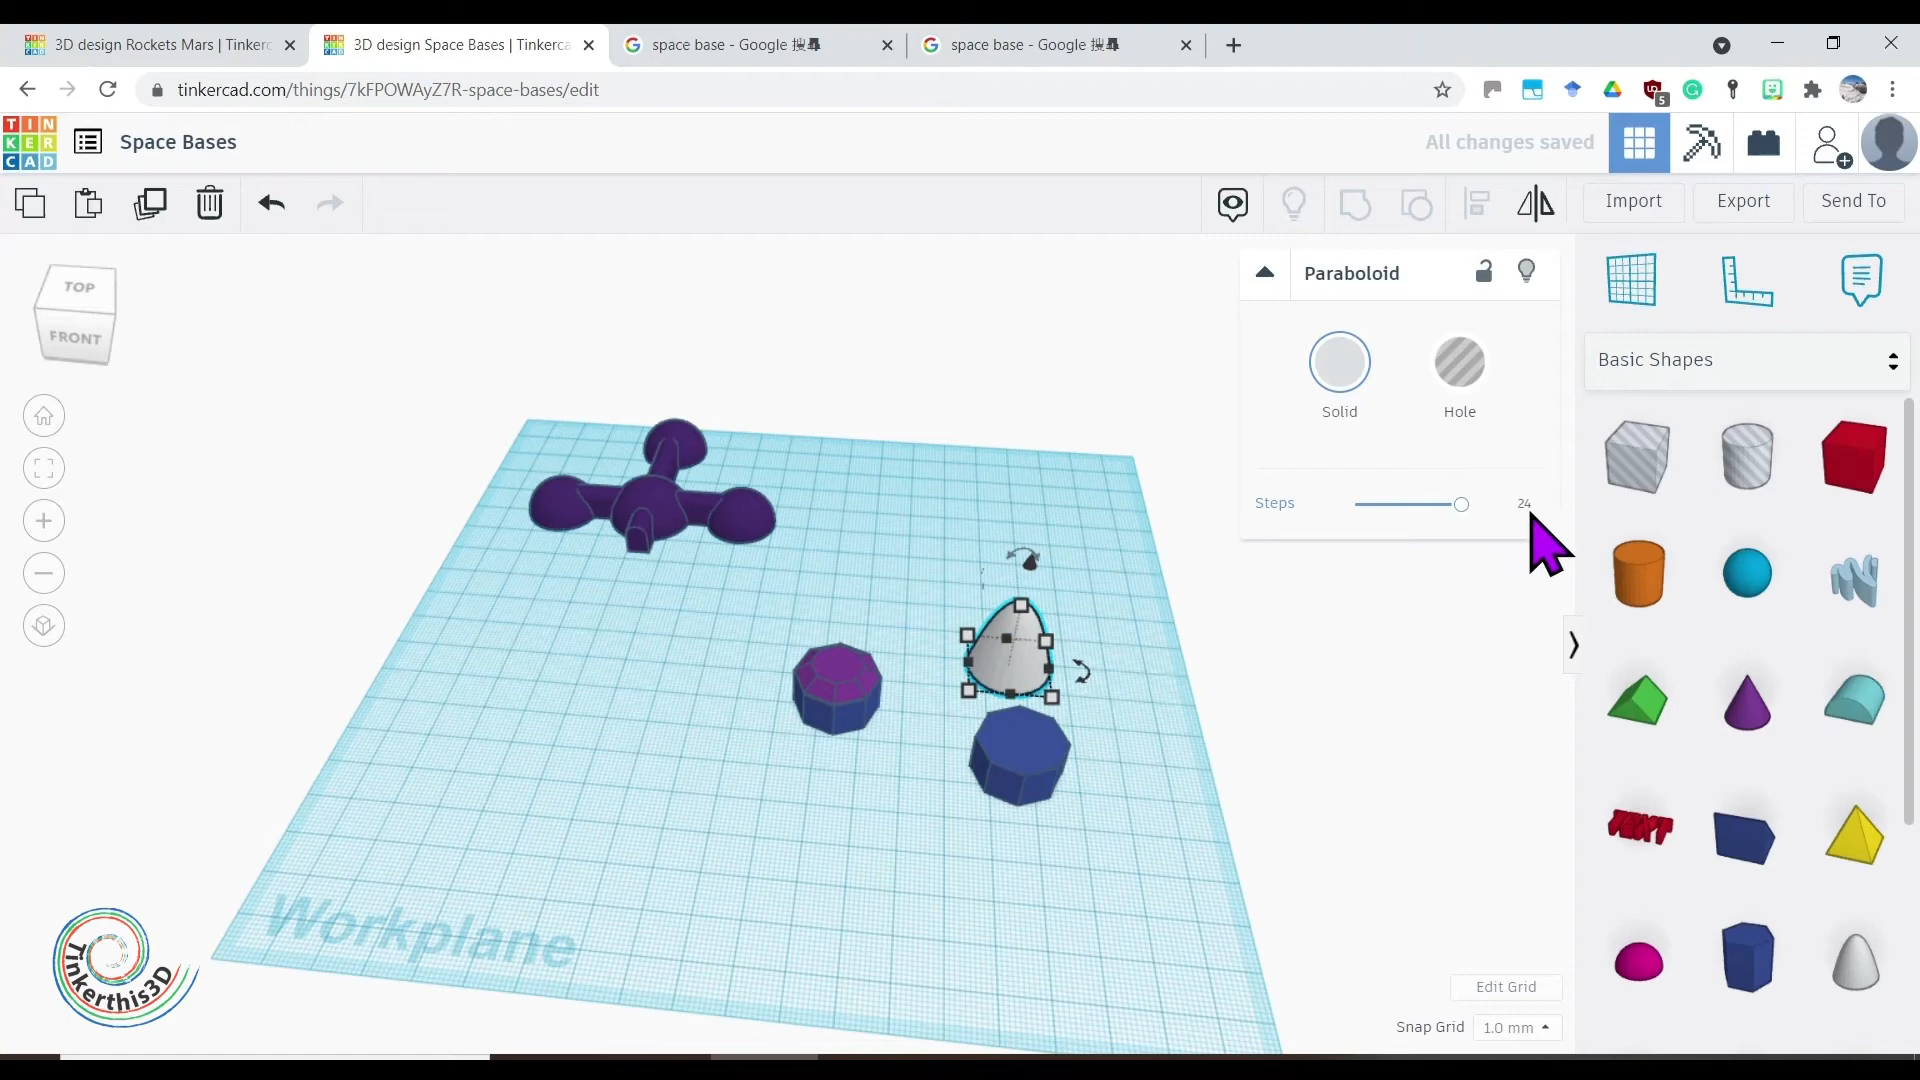 3D design Rockets Mars | Tinkerc
3D design Space Bases | Tinkerca
space base - Google 搜尋
space base - Google 搜尋
tinkercad.com/things/7kFPOWAyZ7R-space-bases/edit
5
TIN
KER
CAD
Space Bases
All changes saved
Import
Export
Send To
TOP
FRONT
Paraboloid
Solid
Hole
Steps
24
Basic Shapes
TEXT
Workplane
Tinkerthis3D
Edit Grid
Snap Grid
1.0 mm